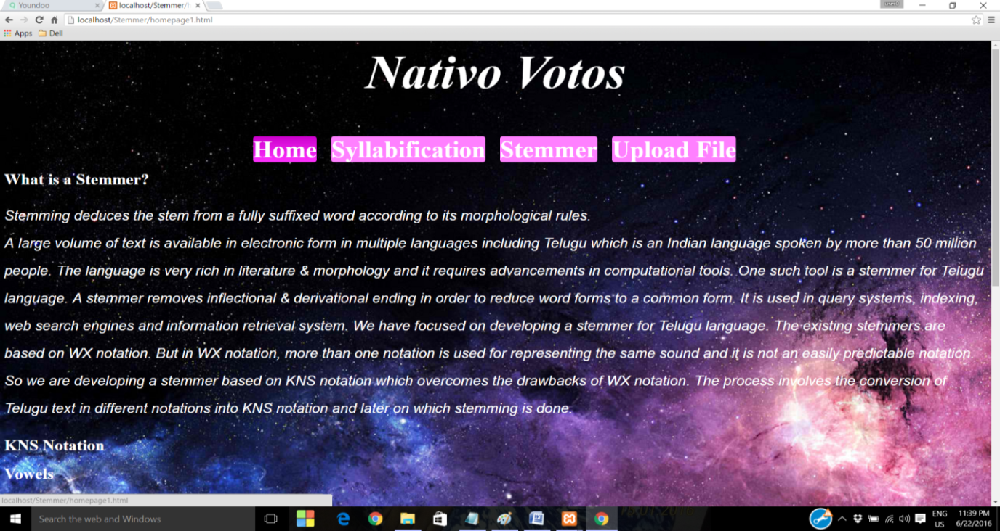 Youndoo
localhost/Stemmer/h
user0
localhost/Stemmer/homepage1.html
Apps Dell
Nativo Votos
Home Syllabification Stemmer Upload File
What is a Stemmer?
Stemming deduces the stem from a fully suffixed word according to its morphological rules.
A large volume of text is available in electronic form in multiple languages including Telugu which is an Indian language spoken by more than 50 million
people. The language is very rich in literature & morphology and it requires advancements in computational tools. One such tool is a stemmer for Telugu
language. A stemmer removes inflectional & derivational ending in order to reduce word forms to a common form. It is used in query systems, indexing,
web search engines and information retrieval system. We have focused on developing a stemmer for Telugu language. The existing stemmers are
based on WX notation. But in WX notation, more than one notation is used for representing the same sound and it is not an easily predictable notation.
So we are developing a stemmer based on KNS notation which overcomes the drawbacks of WX notation. The process involves the conversion of
Telugu text in different notations into KNS notation and later on which stemming is done.
KNS Notation
Vowels
localhost/Stemmer/homepage1.html
Search the web and Windows
ENG
US
11:39 PM
6/22/2016